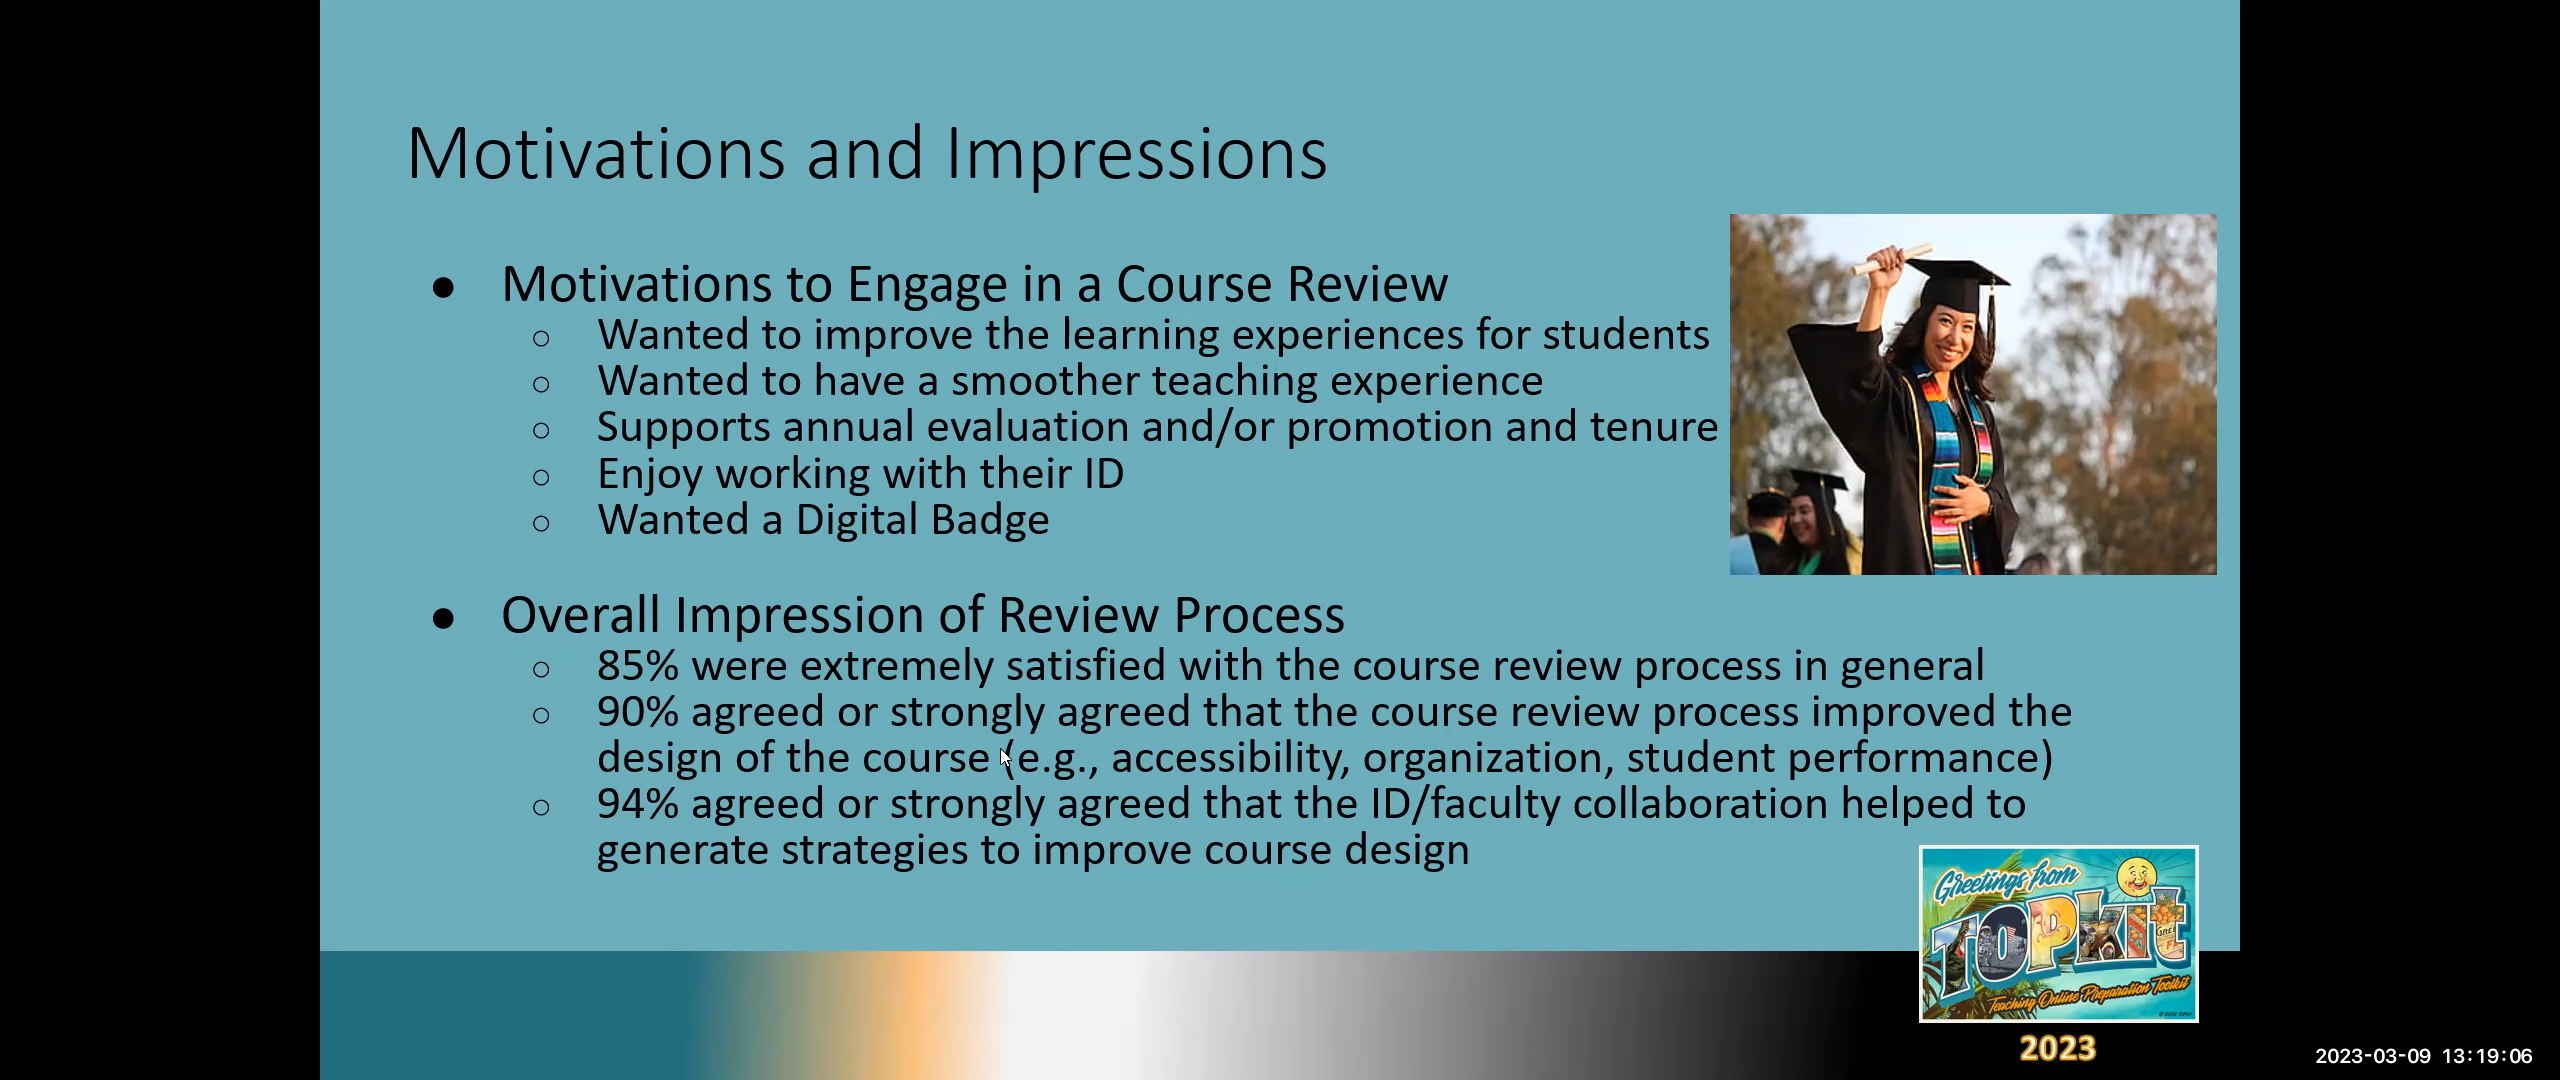 Motivations and Impressions
● Motivations to Engage in a Course Review
○ Wanted to improve the learning experiences for students
○ Wanted to have a smoother teaching experience
○ Supports annual evaluation and/or promotion and tenure
○ Enjoy working with their ID
○ Wanted a Digital Badge
● Overall Impression of Review Process
○ 85% were extremely satisfied with the course review process in general
○ 90% agreed or strongly agreed that the course review process improved the
design of the course (e.g., accessibility, organization, student performance)
○ 94% agreed or strongly agreed that the ID/faculty collaboration helped to
generate strategies to improve course design
Greetings from
TOPkit
Teaching Online Preparation Toolkit
2023
2023-03-09 13:19:06